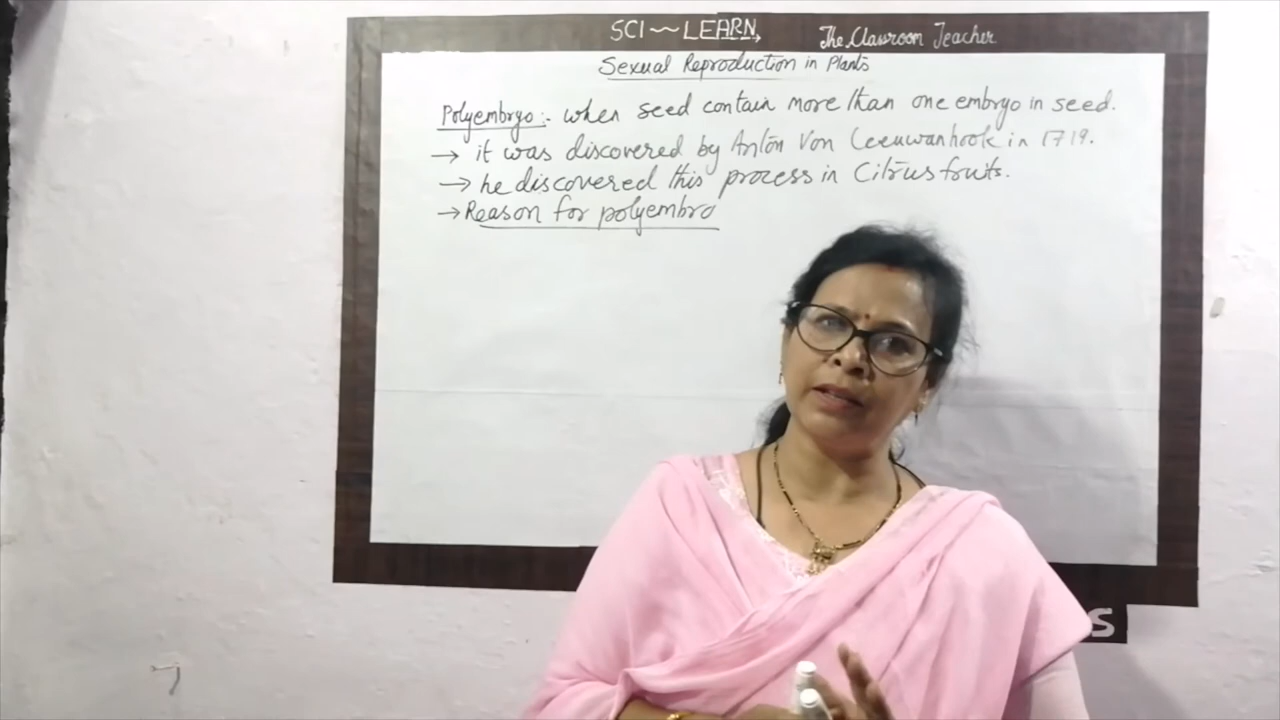 SCI ~ LEARN The Classroom Teacher
Sexual Reproduction in Plants
Polyembryo :- when seed contain more than one embryo in seed.
→ it was discovered by Anton Von Leeuwanhook in 1719.
→ he discovered this process in Citrus fruits.
→ Reason for polyembro
S